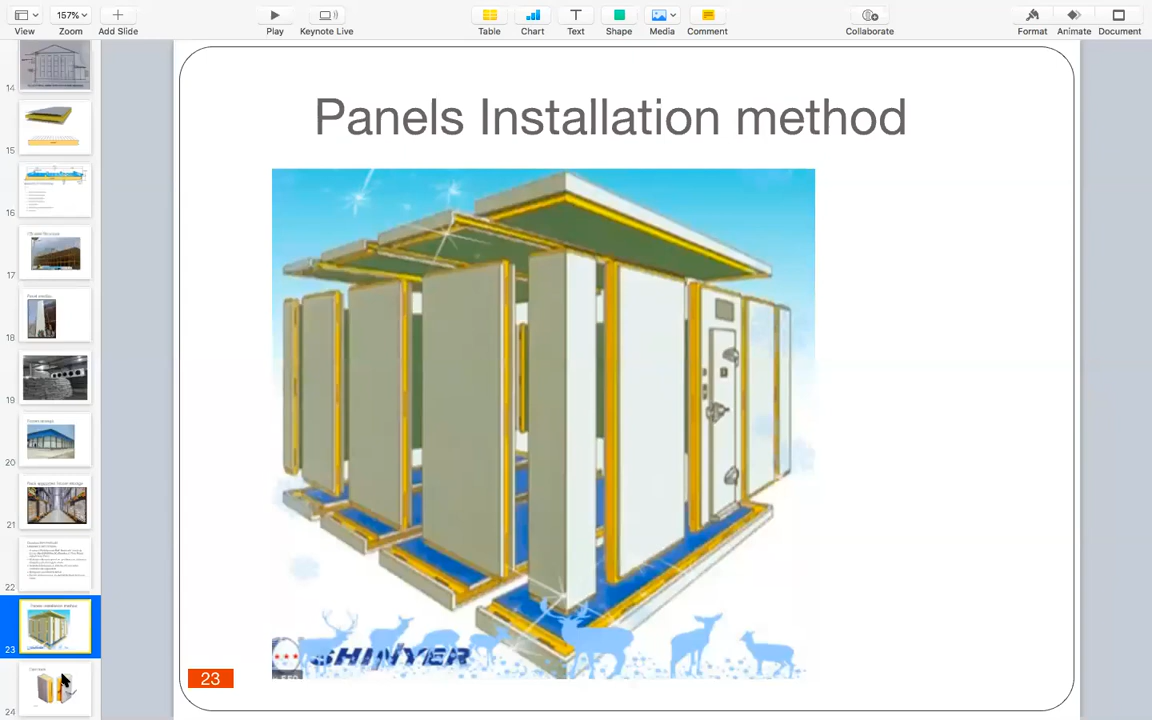 157%
View
Zoom
Add Slide
Play
Keynote Live
Table
Chart
Text
Shape
Media
Comment
Collaborate
Format
Animate
Document
14
15
16
17
18
19
20
21
22
23
24
Panels Installation method
SHINYER
23